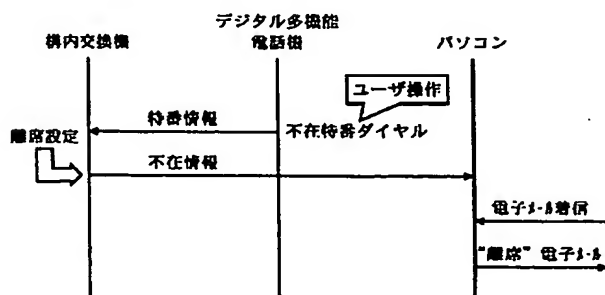 デジタル多機能
構内交換機
電話機
パソコン
ユーザ操作
特番情報
不在特番ダイヤル
離席設定
不在情報
電子メール着信
"離席" 電子メール